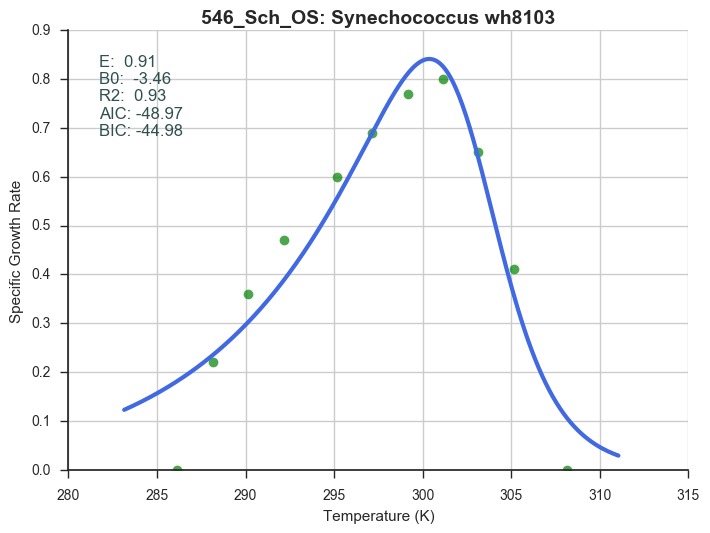 546_Sch_OS: Synechococcus wh8103
E: 0.91
B0: -3.46
R2: 0.93
AIC: -48.97
BIC: -44.98
Specific Growth Rate
0.9
0.8
0.7
0.6
0.5
0.4
0.3
0.2
0.1
0.0
280 285 290 295 300 305 310 315
Temperature (K)